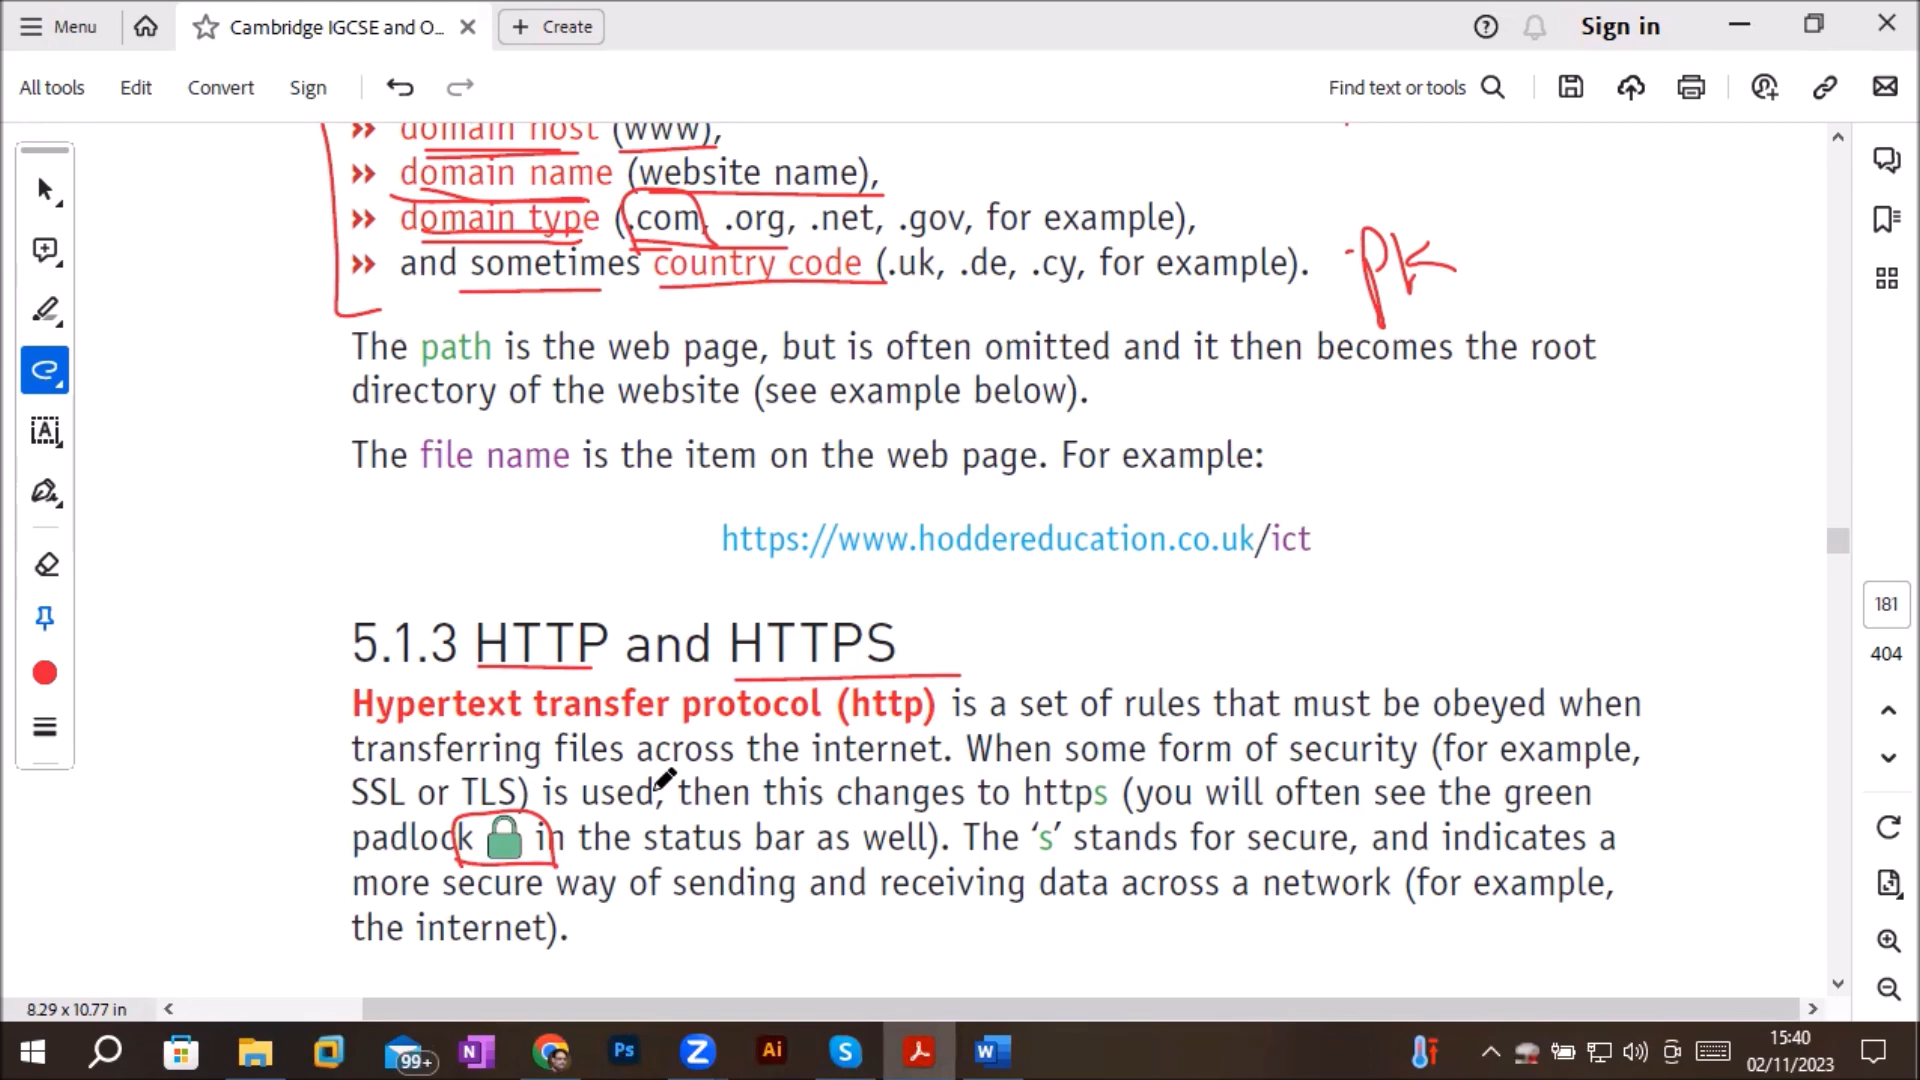 Menu
Cambridge IGCSE and O...
Create
Sign in
All tools
Edit
Convert
Sign
Find text or tools
domain host (www),
domain name (website name),
domain type (.com, .org, .net, .gov, for example),
and sometimes country code (.uk, .de, .cy, for example).
.pk
The path is the web page, but is often omitted and it then becomes the root
directory of the website (see example below).
The file name is the item on the web page. For example:
https://www.hoddereducation.co.uk/ict
5.1.3 HTTP and HTTPS
Hypertext transfer protocol (http) is a set of rules that must be obeyed when
transferring files across the internet. When some form of security (for example,
SSL or TLS) is used, then this changes to https (you will often see the green
padlock in the status bar as well). The ‘s’ stands for secure, and indicates a
more secure way of sending and receiving data across a network (for example,
the internet).
181
404
8.29 x 10.77 in
99+
N
Ps
Z
Ai
S
W
15:40
02/11/2023